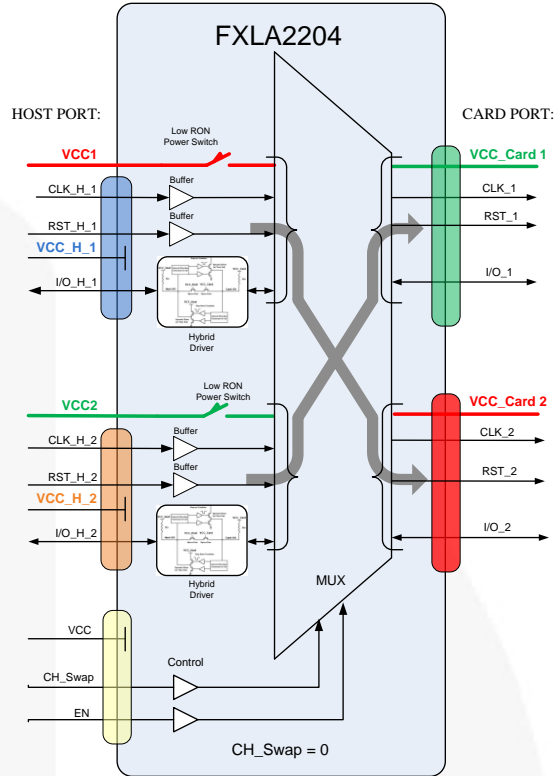 FXLA2204
HOST PORT:
CARD PORT:
Low RON
Power Switch
VCC1
VCC_Card 1
CLK_H_1
Buffer
CLK_1
RST_H_1
Buffer
RST_1
VCC_H_1
I/O_H_1
I/O_1
Hybrid
Driver
Low RON
Power Switch
VCC2
VCC_Card 2
CLK_H_2
Buffer
CLK_2
RST_H_2
Buffer
RST_2
VCC_H_2
I/O_H_2
I/O_2
Hybrid
Driver
MUX
VCC
Control
CH_Swap
EN
CH_Swap = 0